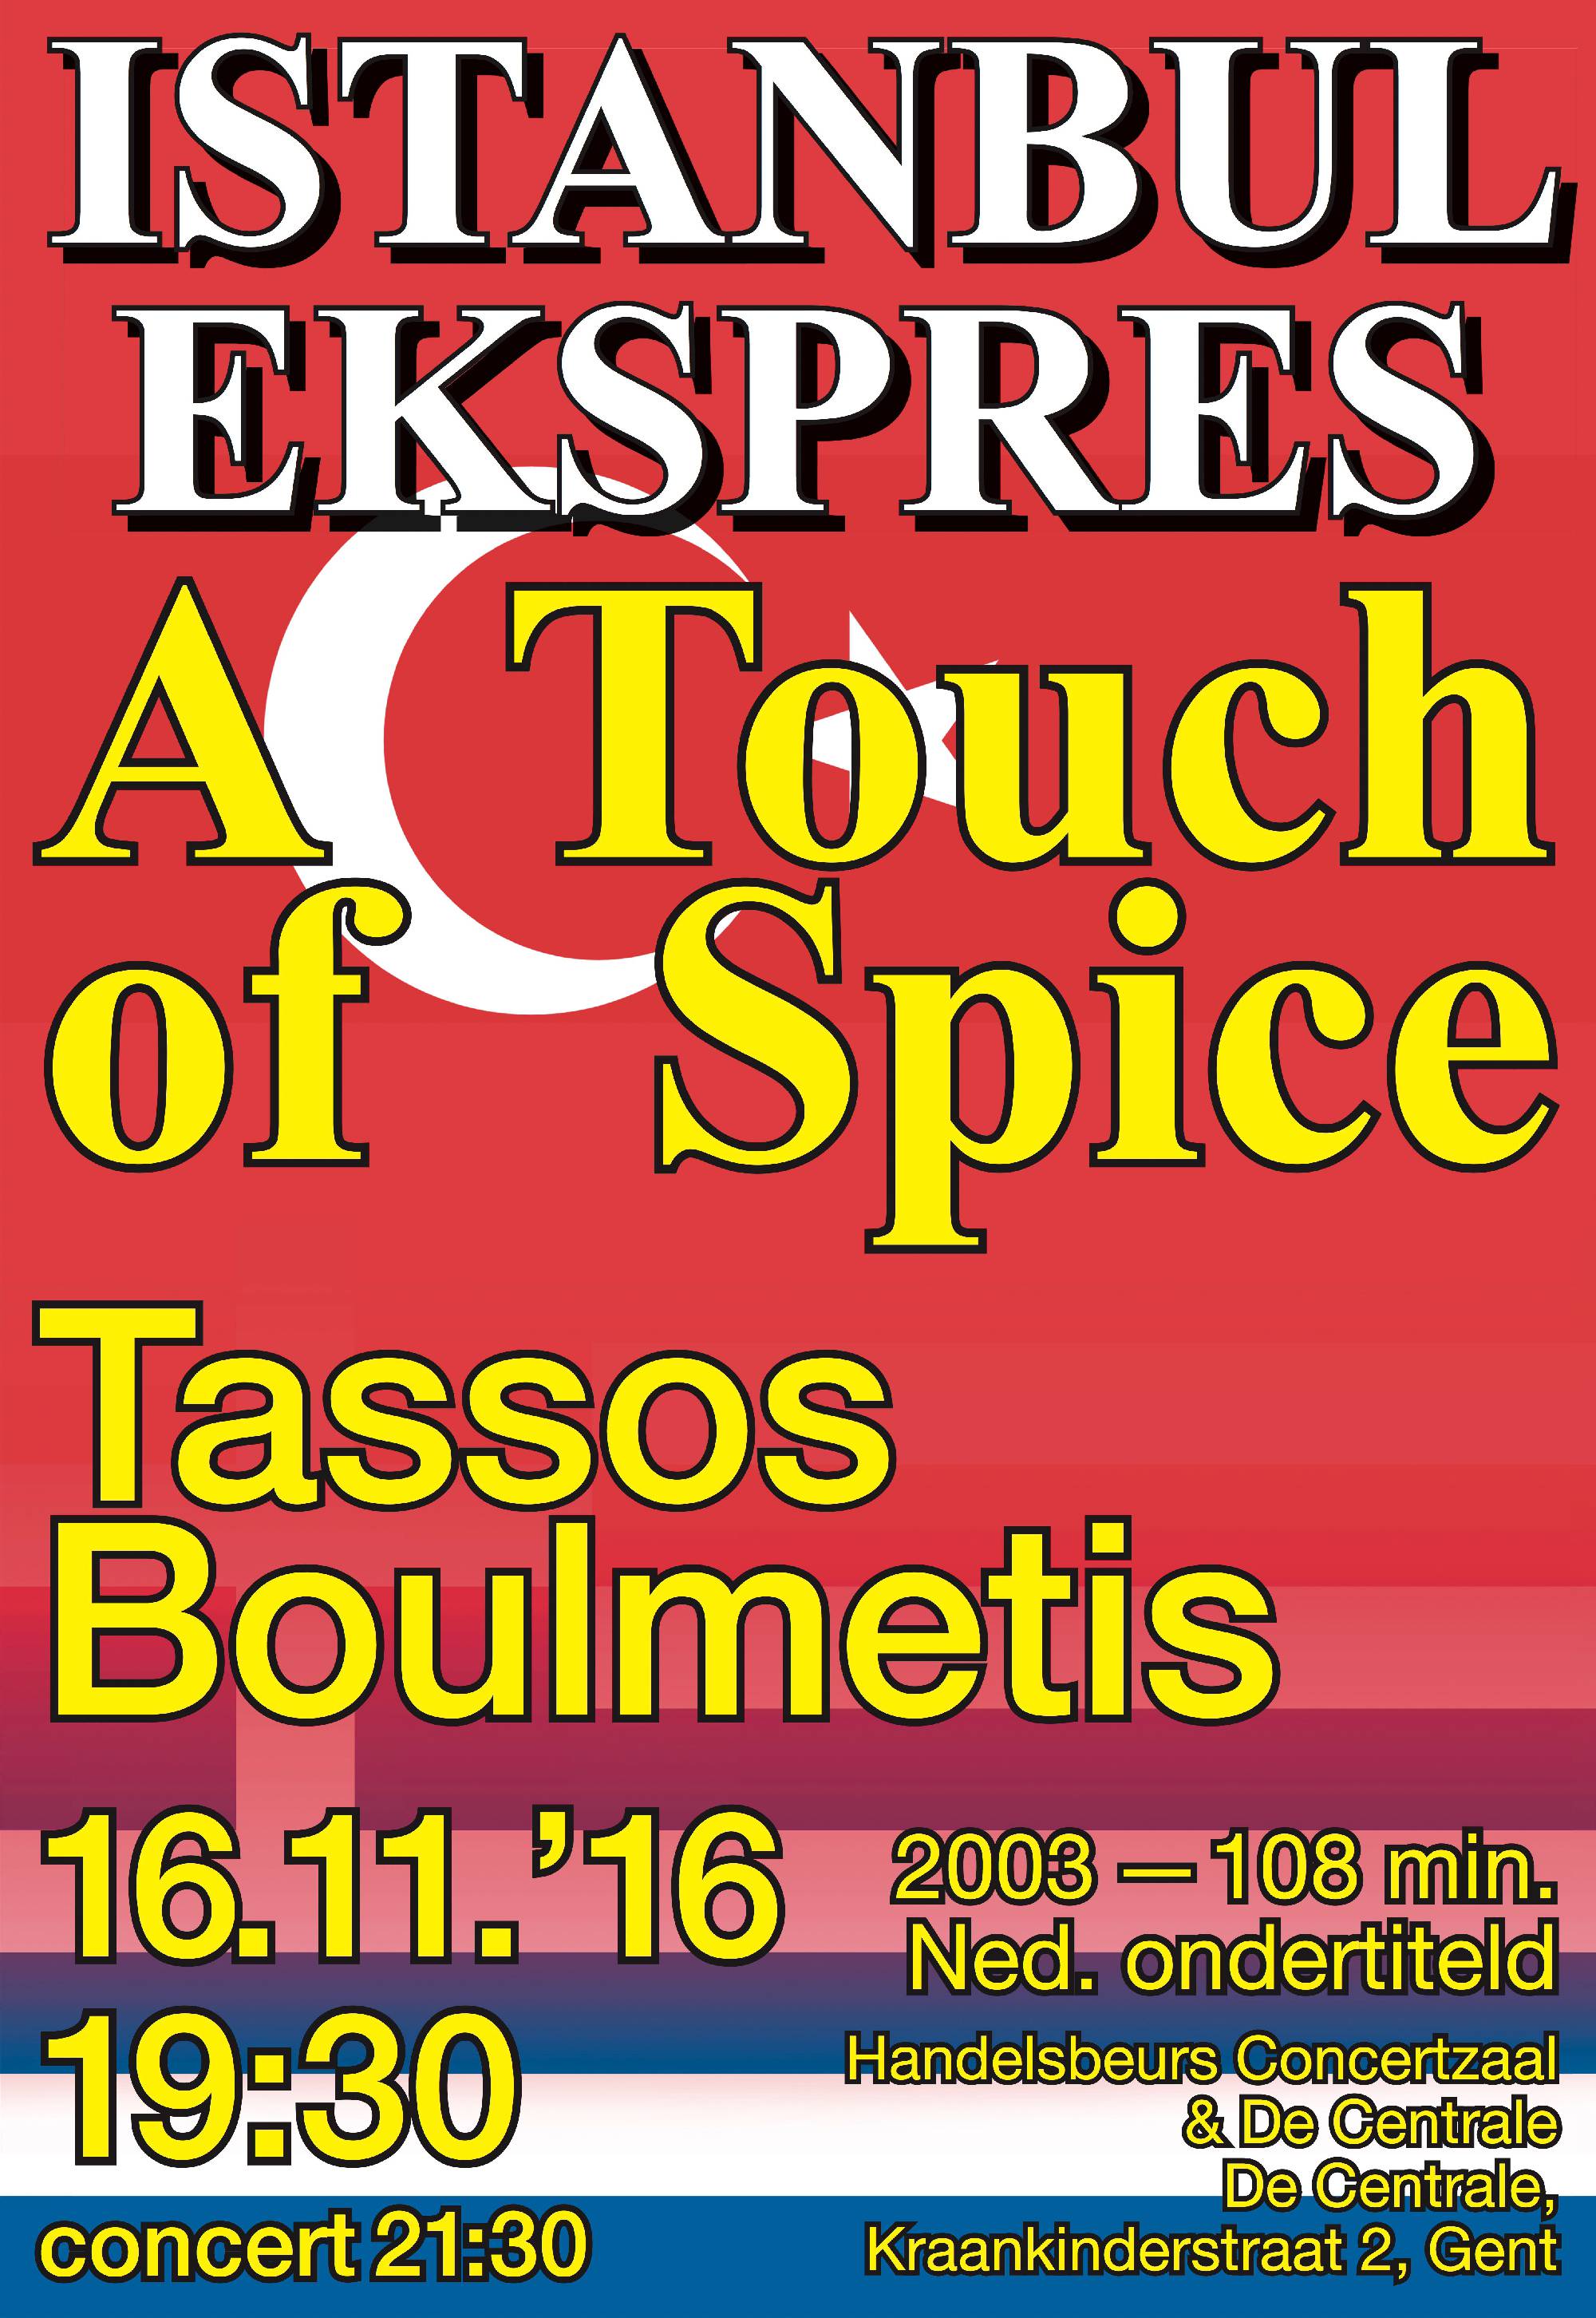 ISTANBUL
EKSPRES
A Touch
of Spice
Tassos
Boulmetis
16.11. ’16
19:30
concert 21:30
2003 — 108 min.
Ned. ondertiteld
Handelsbeurs Concertzaal
& De Centrale
De Centrale,
Kraankinderstraat 2, Gent